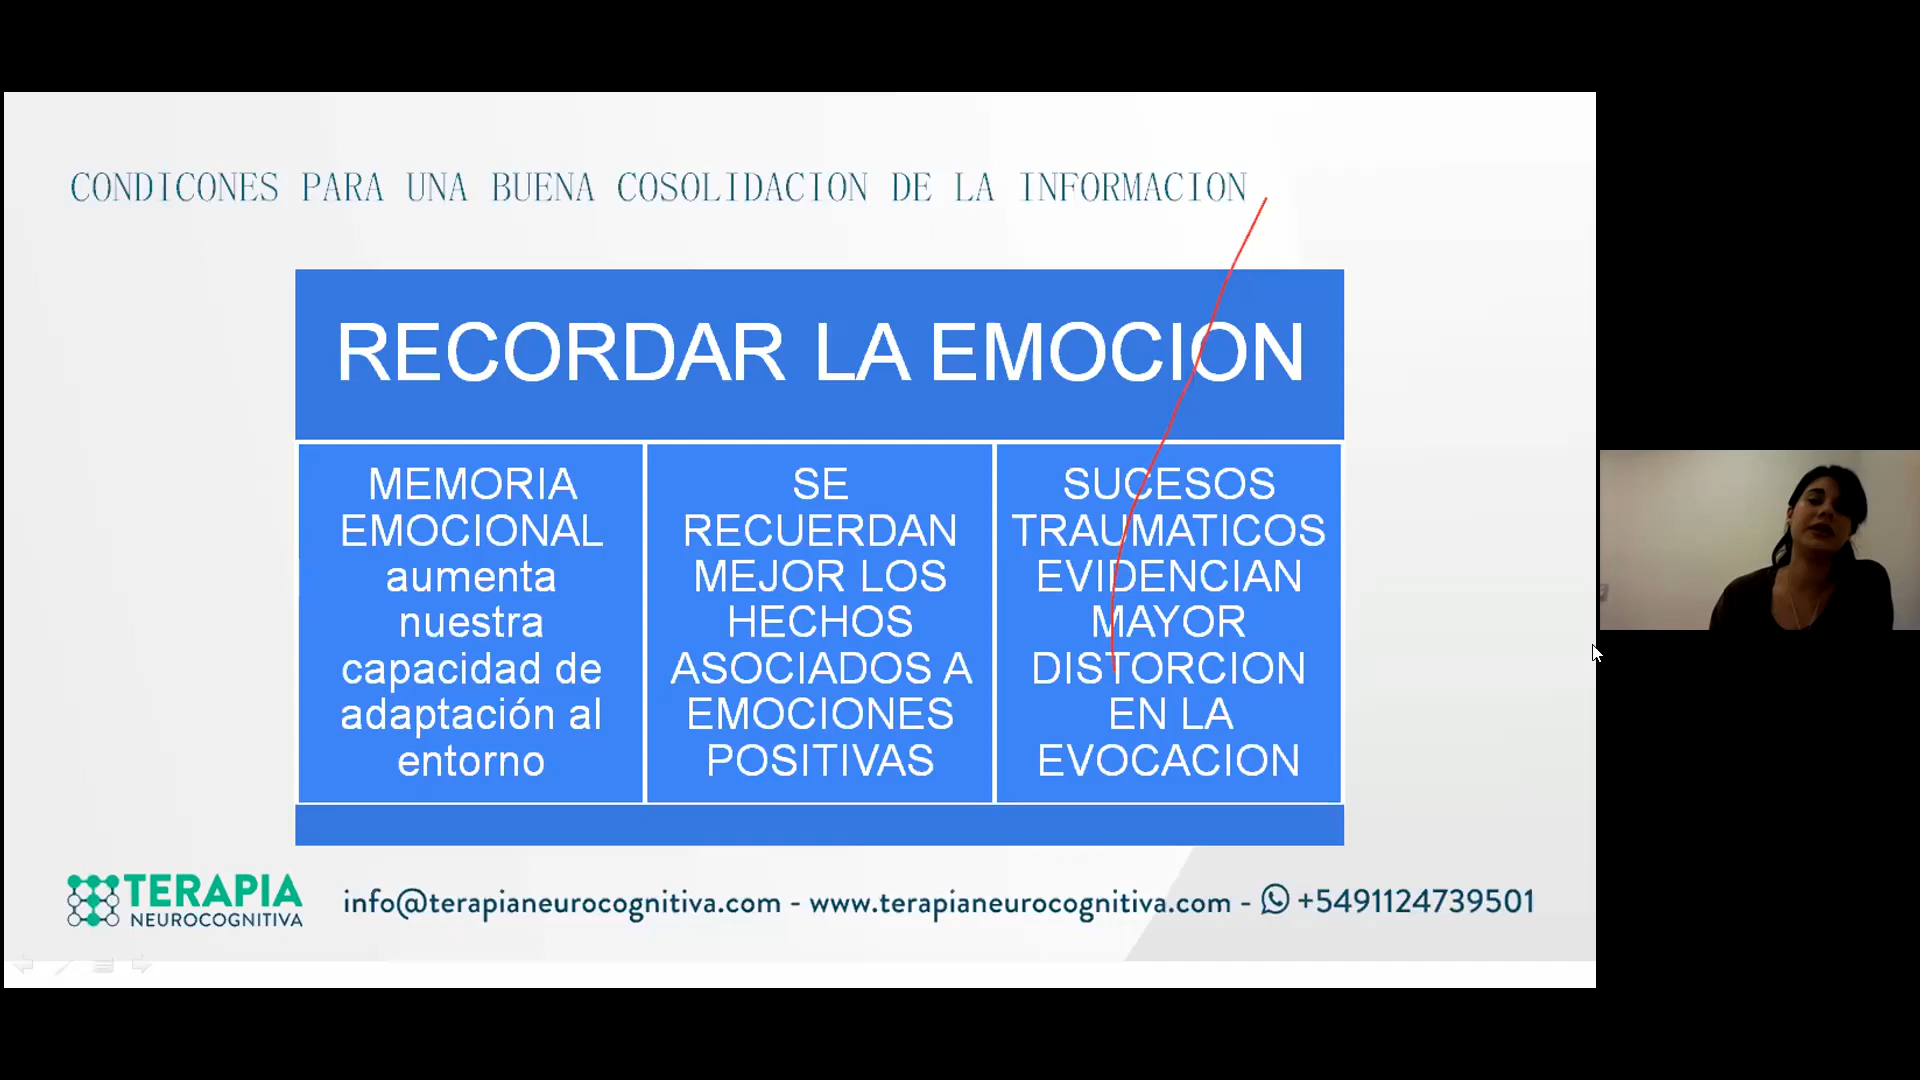 CONDICONES PARA UNA BUENA COSOLIDACION DE LA INFORMACION
RECORDAR LA EMOCION
MEMORIA
EMOCIONAL
aumenta
nuestra
capacidad de
adaptación al
entorno
SE
RECUERDAN
MEJOR LOS
HECHOS
ASOCIADOS A
EMOCIONES
POSITIVAS
SUCESOS
TRAUMATICOS
EVIDENCIAN
MAYOR
DISTORCION
EN LA
EVOCACION
TERAPIA
NEUROCOGNITIVA
info@terapianeurocognitiva.com - www.terapianeurocognitiva.com - +5491124739501